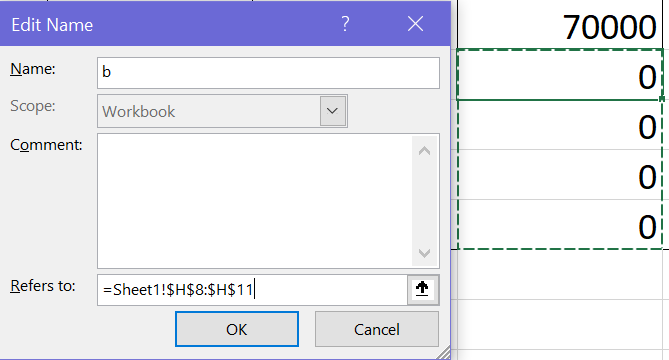 Edit Name
?
Name: b
Scope: Workbook
Comment:
Refers to: =Sheet1!$H$8:$H$11
OK Cancel
70000
0
0
0
0